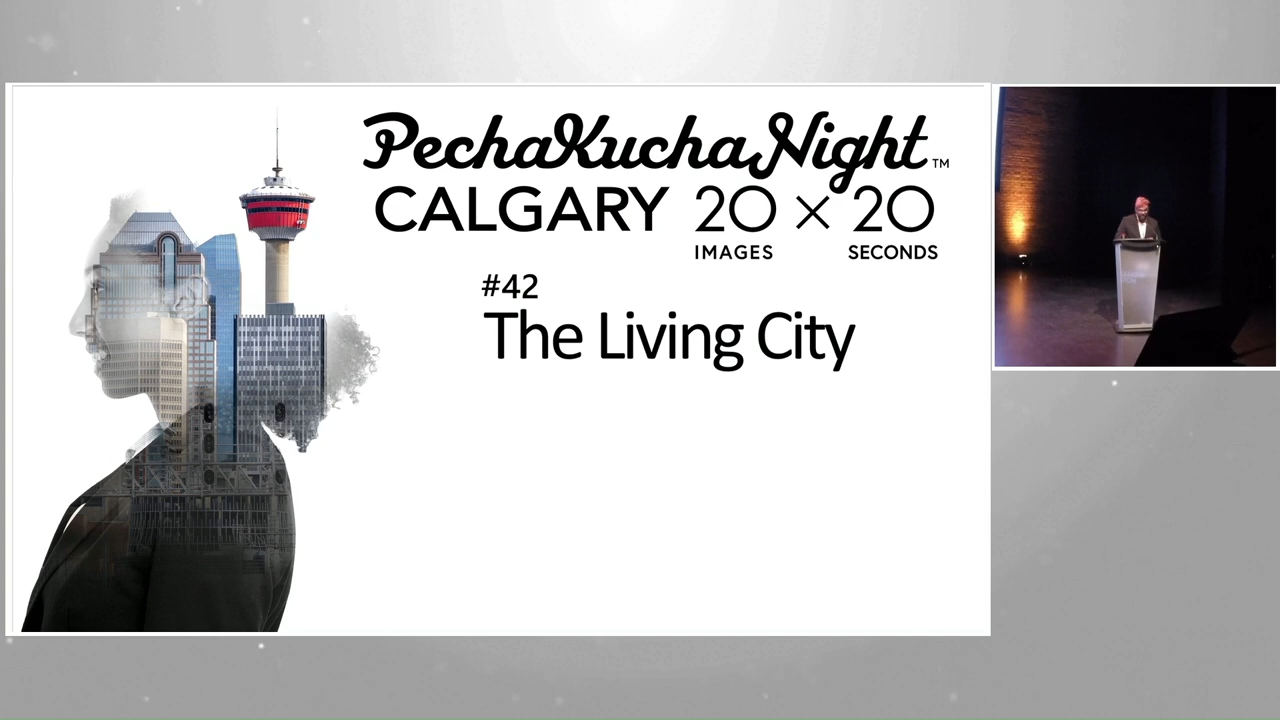 PechaKuchaNight™
CALGARY 20 × 20
IMAGES SECONDS
#42
The Living City